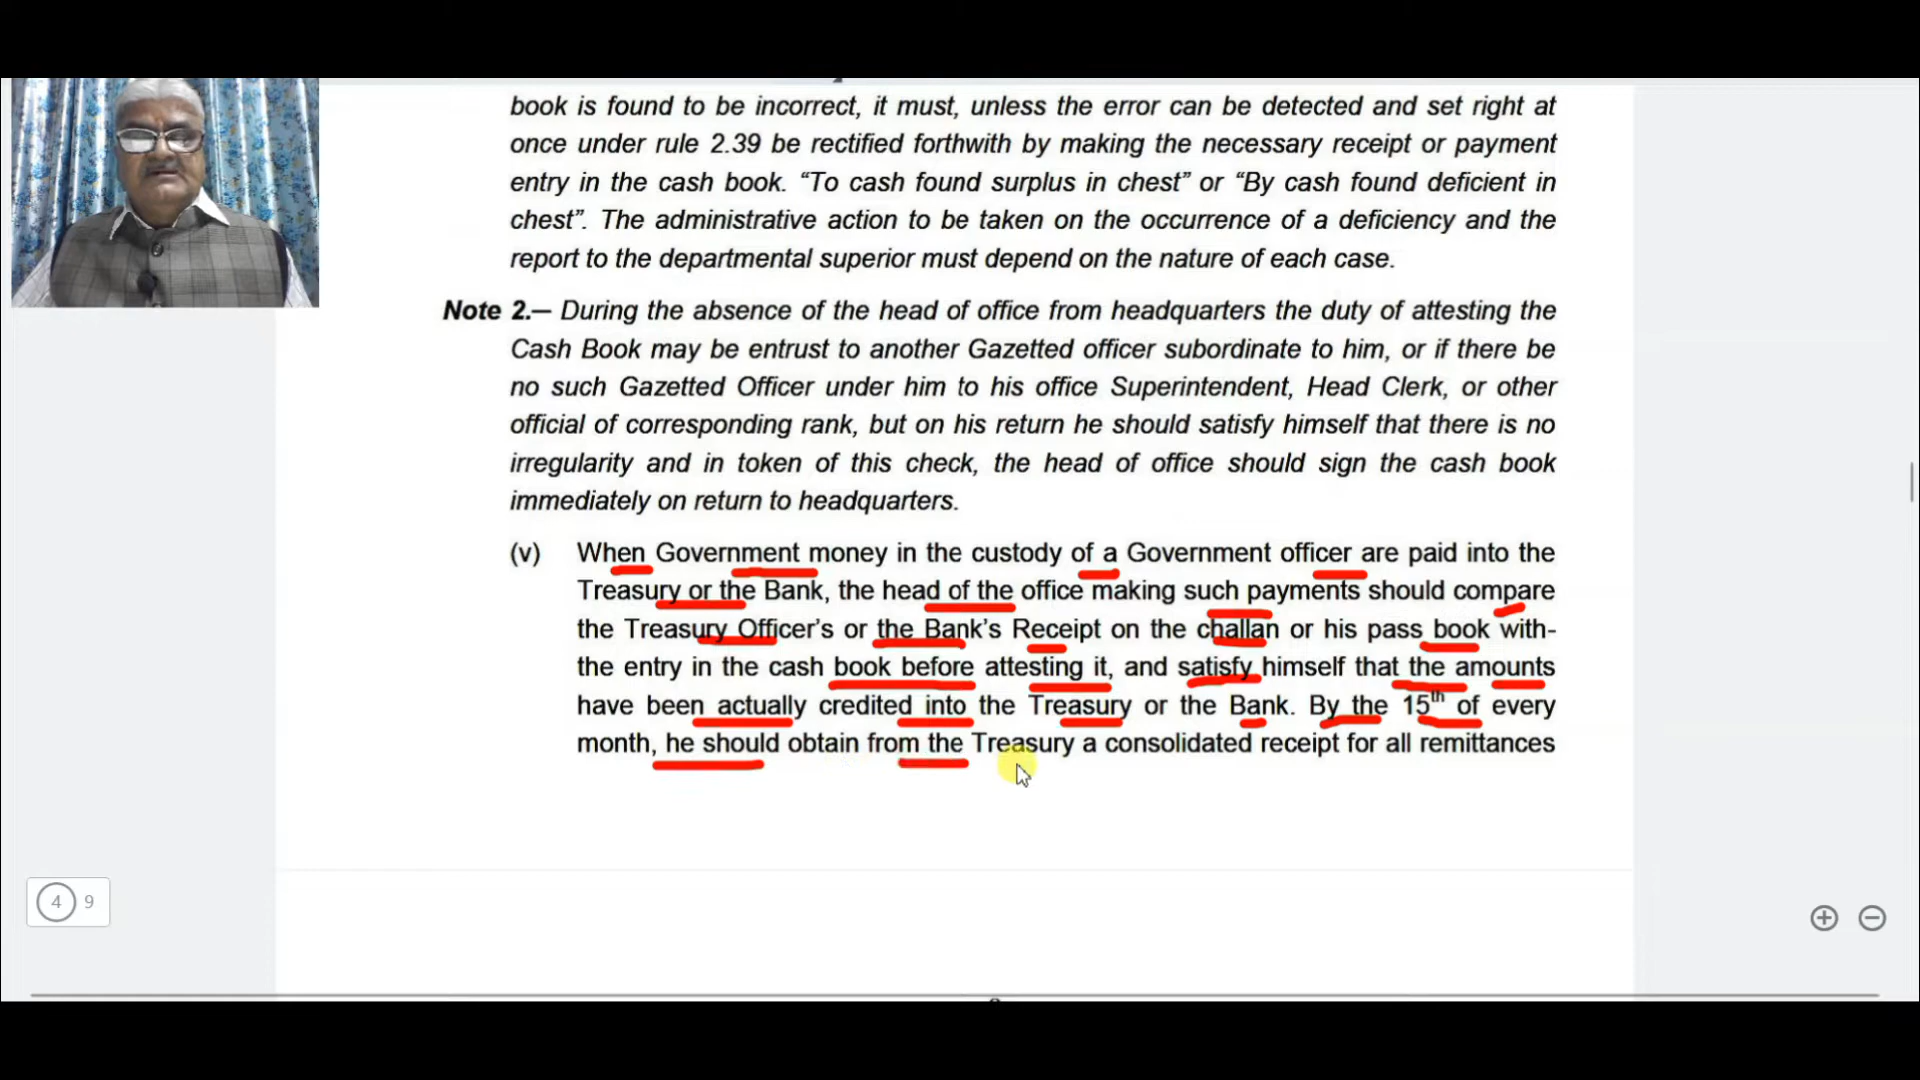 book is found to be incorrect, it must, unless the error can be detected and set right at
once under rule 2.39 be rectified forthwith by making the necessary receipt or payment
entry in the cash book. “To cash found surplus in chest” or “By cash found deficient in
chest”. The administrative action to be taken on the occurrence of a deficiency and the
report to the departmental superior must depend on the nature of each case.
Note 2.— During the absence of the head of office from headquarters the duty of attesting the
Cash Book may be entrust to another Gazetted officer subordinate to him, or if there be
no such Gazetted Officer under him to his office Superintendent, Head Clerk, or other
official of corresponding rank, but on his return he should satisfy himself that there is no
irregularity and in token of this check, the head of office should sign the cash book
immediately on return to headquarters.
(v) When Government money in the custody of a Government officer are paid into the
Treasury or the Bank, the head of the office making such payments should compare
the Treasury Officer’s or the Bank’s Receipt on the challan or his pass book with-
the entry in the cash book before attesting it, and satisfy himself that the amounts
have been actually credited into the Treasury or the Bank. By the 15th of every
month, he should obtain from the Treasury a consolidated receipt for all remittances
4 9